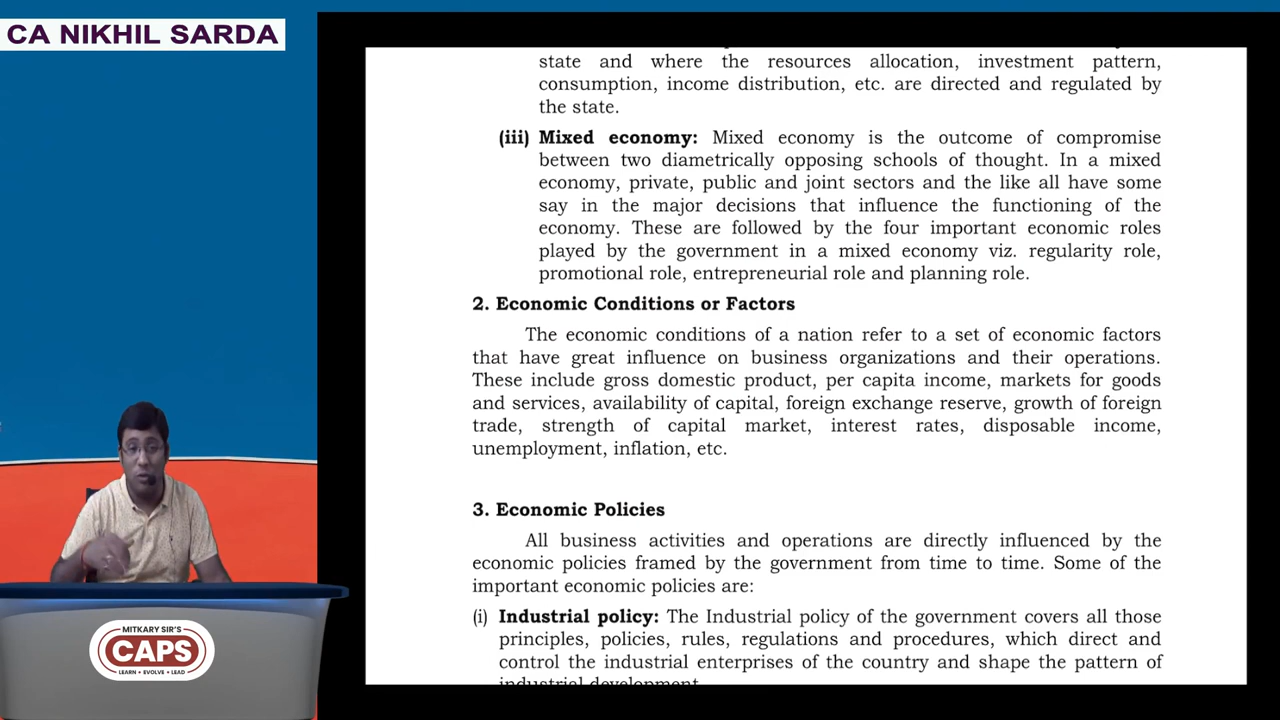 CA NIKHIL SARDA
state and where the resources allocation, investment pattern,
consumption, income distribution, etc. are directed and regulated by
the state.
(iii) Mixed economy: Mixed economy is the outcome of compromise
between two diametrically opposing schools of thought. In a mixed
economy, private, public and joint sectors and the like all have some
say in the major decisions that influence the functioning of the
economy. These are followed by the four important economic roles
played by the government in a mixed economy viz. regularity role,
promotional role, entrepreneurial role and planning role.
2. Economic Conditions or Factors
The economic conditions of a nation refer to a set of economic factors
that have great influence on business organizations and their operations.
These include gross domestic product, per capita income, markets for goods
and services, availability of capital, foreign exchange reserve, growth of foreign
trade, strength of capital market, interest rates, disposable income,
unemployment, inflation, etc.
3. Economic Policies
All business activities and operations are directly influenced by the
economic policies framed by the government from time to time. Some of the
important economic policies are:
(i) Industrial policy: The Industrial policy of the government covers all those
principles, policies, rules, regulations and procedures, which direct and
control the industrial enterprises of the country and shape the pattern of
industrial development.
MITKARY SIR'S
CAPS
LEARN • EVOLVE • LEAD